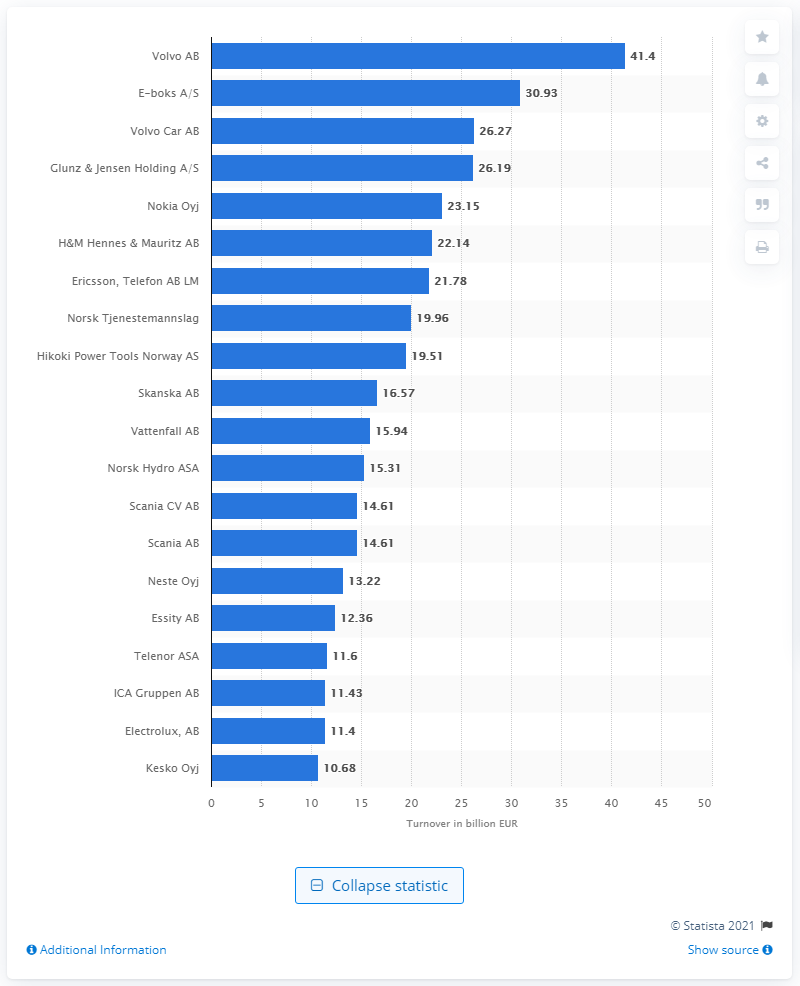 Volvo AB 41.4
E-boks A/S 30.93
Volvo Car AB 26.27
Glunz & Jensen Holding A/S 26.19
Nokia Oyj 23.15
H&M Hennes & Mauritz AB 22.14
Ericsson, Telefon AB LM 21.78
Norsk Tjenestemannslag 19.96
Hikoki Power Tools Norway AS 19.51
Skanska AB 16.57
Vattenfall AB 15.94
Norsk Hydro ASA 15.31
Scania CV AB 14.61
Scania AB 14.61
Neste Oyj 13.22
Essity AB 12.36
Telenor ASA 11.6
ICA Gruppen AB 11.43
Electrolux, AB 11.4
Kesko Oyj 10.68
0 5 10 15 20 25 30 35 40 45 50
Turnover in billion EUR
Collapse statistic
© Statista 2021
Additional Information Show source